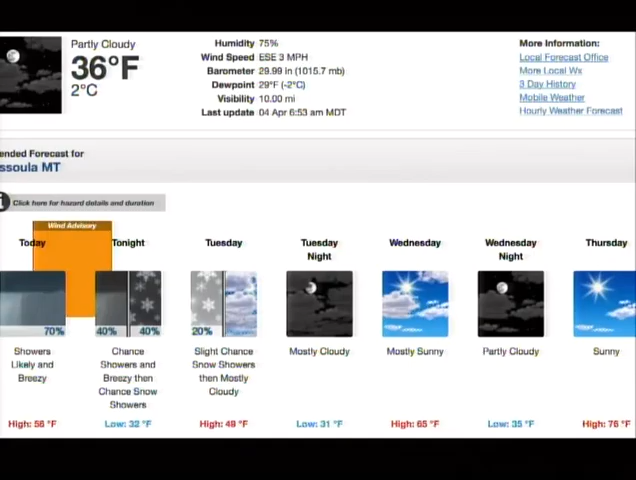 Partly Cloudy
36°F
2°C
Humidity 75%
Wind Speed ESE 3 MPH
Barometer 29.99 in (1015.7 mb)
Dewpoint 29°F (-2°C)
Visibility 10.00 mi
Last update 04 Apr 6:53 am MDT
More Information:
Local Forecast Office
More Local Wx
3 Day History
Mobile Weather
Hourly Weather Forecast
ended Forecast for
ssoula MT
Click here for hazard details and duration
Wind Advisory
Today
70%
Showers
Likely and
Breezy
High: 56 °F
Tonight
40% 40%
Chance
Showers and
Breezy then
Chance Snow
Showers
Low: 32 °F
Tuesday
20%
Slight Chance
Snow Showers
then Mostly
Cloudy
High: 49 °F
Tuesday
Night
Mostly Cloudy
Low: 31 °F
Wednesday
Mostly Sunny
High: 65 °F
Wednesday
Night
Partly Cloudy
Low: 35 °F
Thursday
Sunny
High: 76 °F